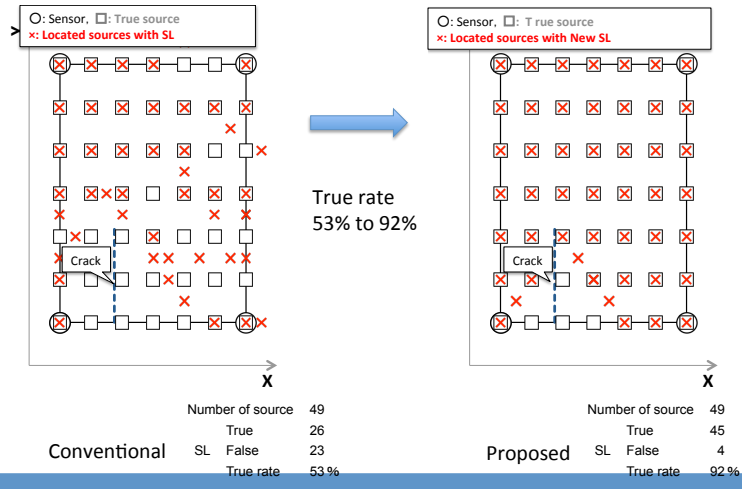 O: Sensor, □: True source
×: Located sources with SL
O: Sensor, □: T rue source
×: Located sources with New SL
Crack
X
True rate
53% to 92%
Crack
X
Number of source 49
True 26
Conventional SL False 23
True rate 53 %
Number of source 49
True 45
Proposed SL False 4
True rate 92 %